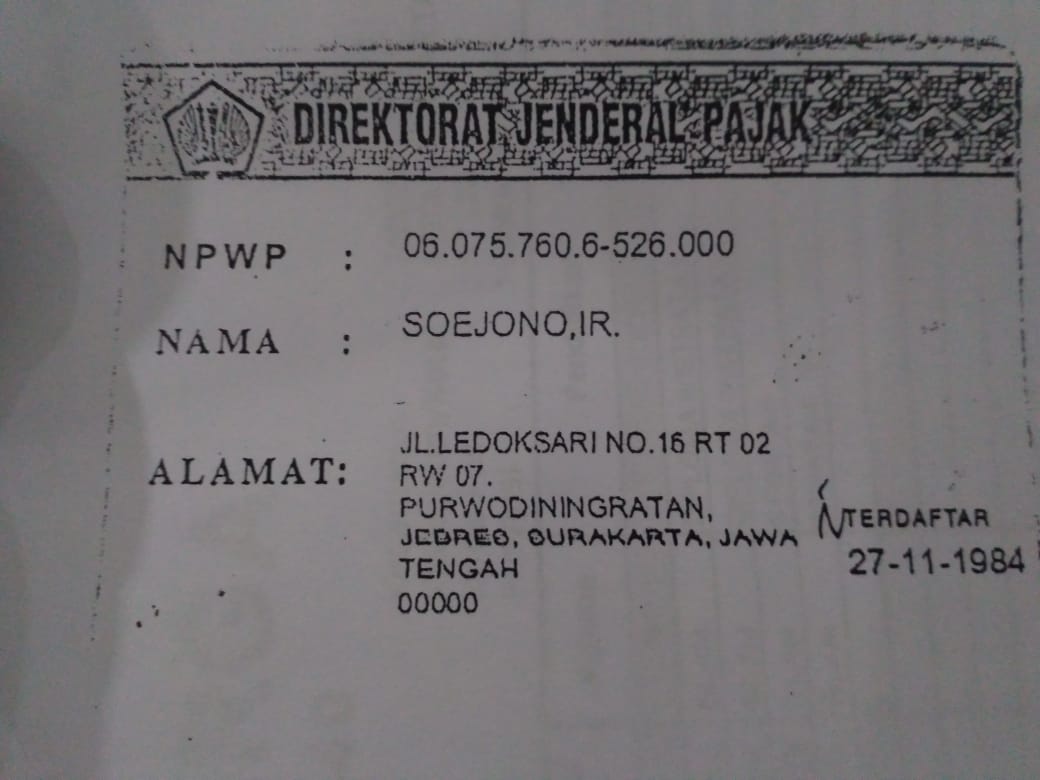 DIREKTORAT JENDERAL PAJAK
NPWP : 06.075.760.6-526.000
NAMA : SOEJONO,IR.
ALAMAT: JL.LEDOKSARI NO.16 RT 02
RW 07.
PURWODININGRATAN,
JEBRES, SURAKARTA, JAWA
TENGAH
00000
TERDAFTAR
27-11-1984